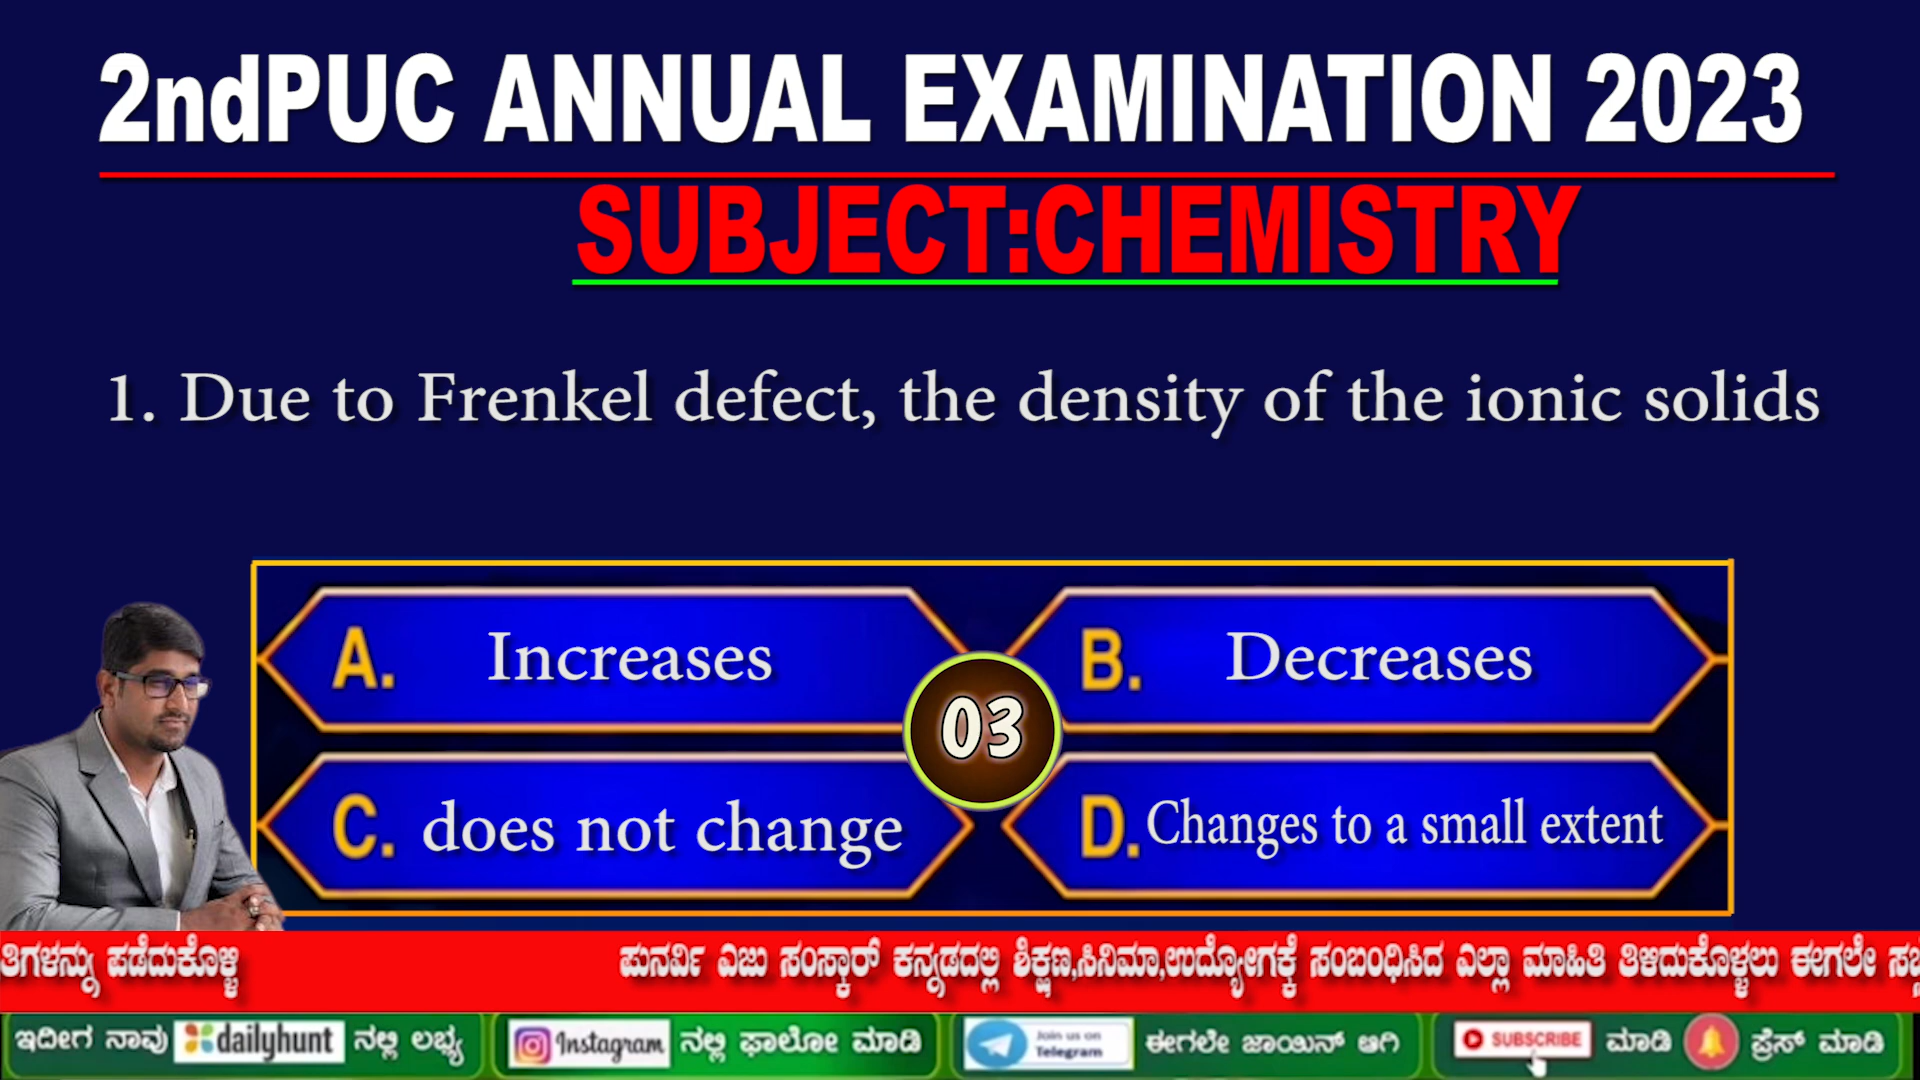 2ndPUC ANNUAL EXAMINATION 2023
SUBJECT:CHEMISTRY
1. Due to Frenkel defect, the density of the ionic solids
A. Increases
B. Decreases
03
C. does not change
D. Changes to a small extent
ತಿಗಳನ್ನು ಪಡೆದುಕೊಳ್ಳಿ ಪುನರ್ವಿ ಎಜು ಸಂಸ್ಕಾರ್ ಕನ್ನಡದಲ್ಲಿ ಶಿಕ್ಷಣ,ಸಿನಿಮಾ,ಉದ್ಯೋಗಕ್ಕೆ ಸಂಬಂಧಿಸಿದ ಎಲ್ಲಾ ಮಾಹಿತಿ ತಿಳಿದುಕೊಳ್ಳಲು ಈಗಲೇ
ಇದೀಗ ನಾವು dailyhunt ನಲ್ಲಿ ಲಭ್ಯ
Instagram ನಲ್ಲಿ ಫಾಲೋ ಮಾಡಿ
Join us on
Telegram
ಈಗಲೇ ಜಾಯಿನ್ ಆಗಿ
SUBSCRIBE ಮಾಡಿ ಪ್ರೆಸ್ ಮಾಡಿ